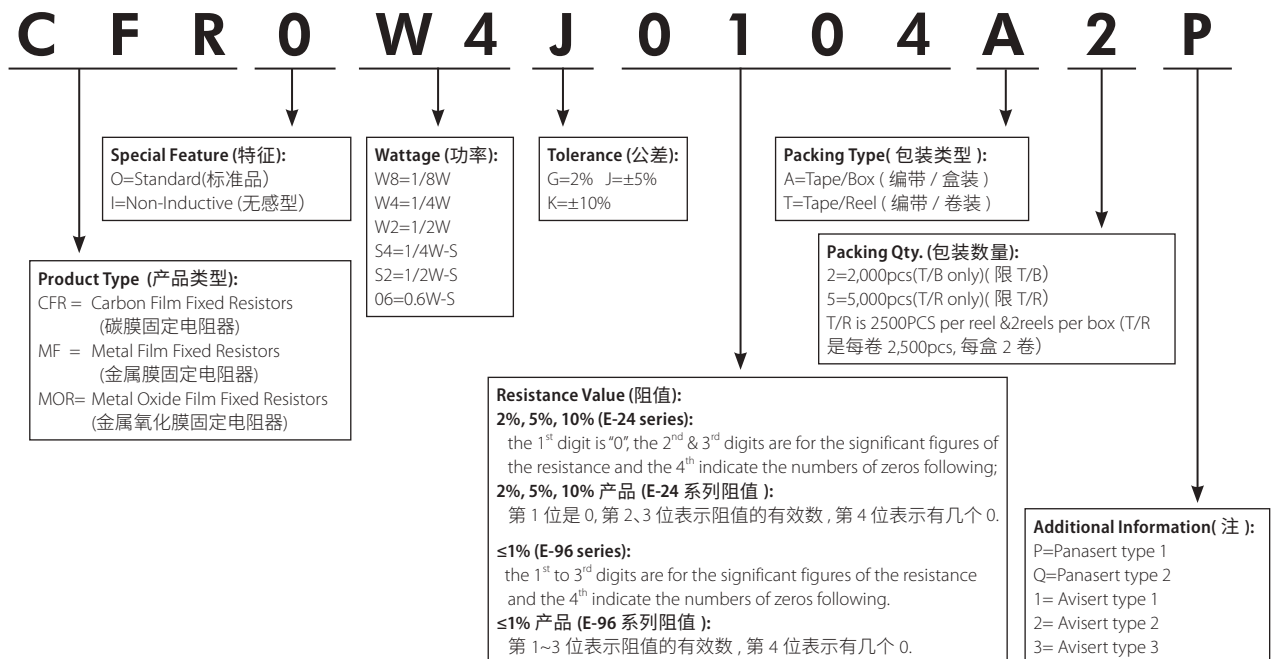 C F R 0 W 4 J 0 1 0 4 A 2 P
Special Feature (特征):
O=Standard(标准品)
I=Non-Inductive (无感型)
Wattage (功率):
W8=1/8W
W4=1/4W
W2=1/2W
S4=1/4W-S
S2=1/2W-S
06=0.6W-S
Tolerance (公差):
G=2% J=±5%
K=±10%
Packing Type( 包装类型 ):
A=Tape/Box ( 编带 / 盒装 )
T=Tape/Reel ( 编带 / 卷装 )
Packing Qty. (包装数量):
2=2,000pcs(T/B only)( 限 T/B)
5=5,000pcs(T/R only)( 限 T/R)
T/R is 2500PCS per reel &2reels per box (T/R
是每卷 2,500pcs, 每盒 2 卷)
Product Type (产品类型):
CFR = Carbon Film Fixed Resistors
(碳膜固定电阻器)
MF = Metal Film Fixed Resistors
(金属膜固定电阻器)
MOR= Metal Oxide Film Fixed Resistors
(金属氧化膜固定电阻器)
Resistance Value (阻值):
2%, 5%, 10% (E-24 series):
the 1st digit is “0”, the 2nd & 3rd digits are for the significant figures of
the resistance and the 4th indicate the numbers of zeros following;
2%, 5%, 10% 产品 (E-24 系列阻值 ):
第 1 位是 0, 第 2、3 位表示阻值的有效数 , 第 4 位表示有几个 0.
≤1% (E-96 series):
the 1st to 3rd digits are for the significant figures of the resistance
and the 4th indicate the numbers of zeros following.
≤1% 产品 (E-96 系列阻值 ):
第 1~3 位表示阻值的有效数 , 第 4 位表示有几个 0.
Additional Information( 注 ):
P=Panasert type 1
Q=Panasert type 2
1= Avisert type 1
2= Avisert type 2
3= Avisert type 3